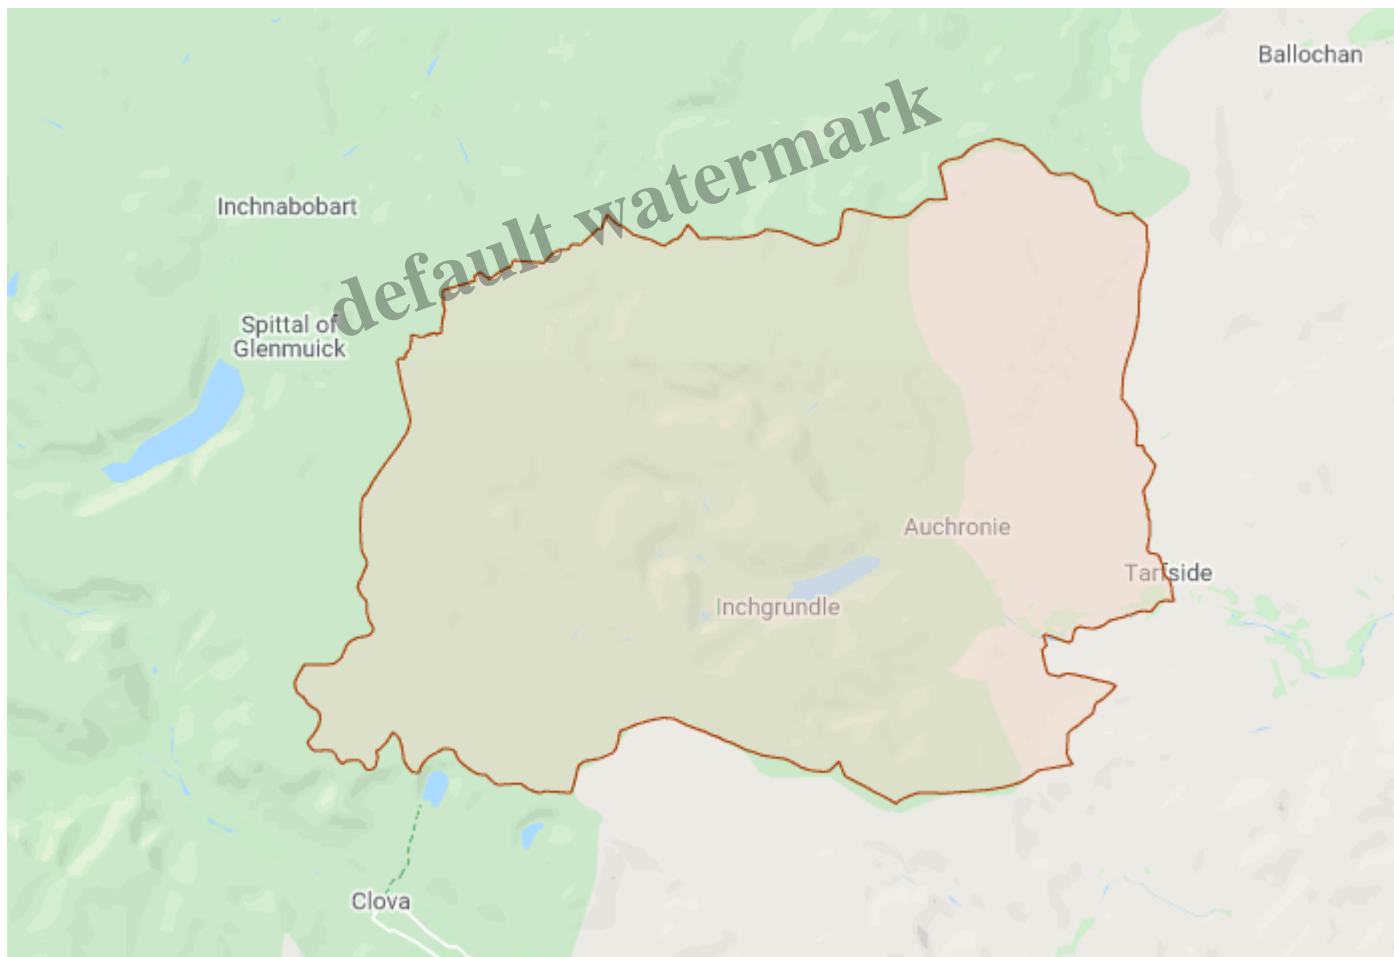 Ballochan
default watermark
Inchnabobart
Spittal of
Glenmuick
Auchronie
Tarfside
Inchgrundle
Clova